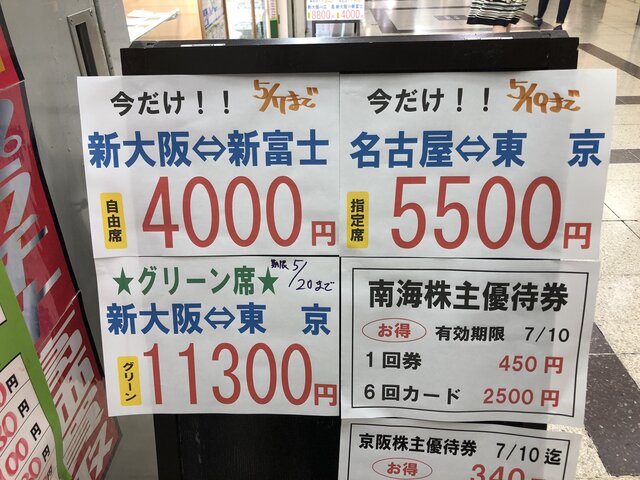 今だけ！！ 5/17まで
新大阪⇔新富士
自由席 4000円
今だけ！！ 5/19まで
名古屋⇔東京
指定席 5500円
★グリーン席★ 期限 5/20まで
新大阪⇔東京
グリーン 11300円
南海株主優待券
お得 有効期限 7/10
1回券 450円
6回カード 2500円
京阪株主優待券 7/10迄
お得 340円